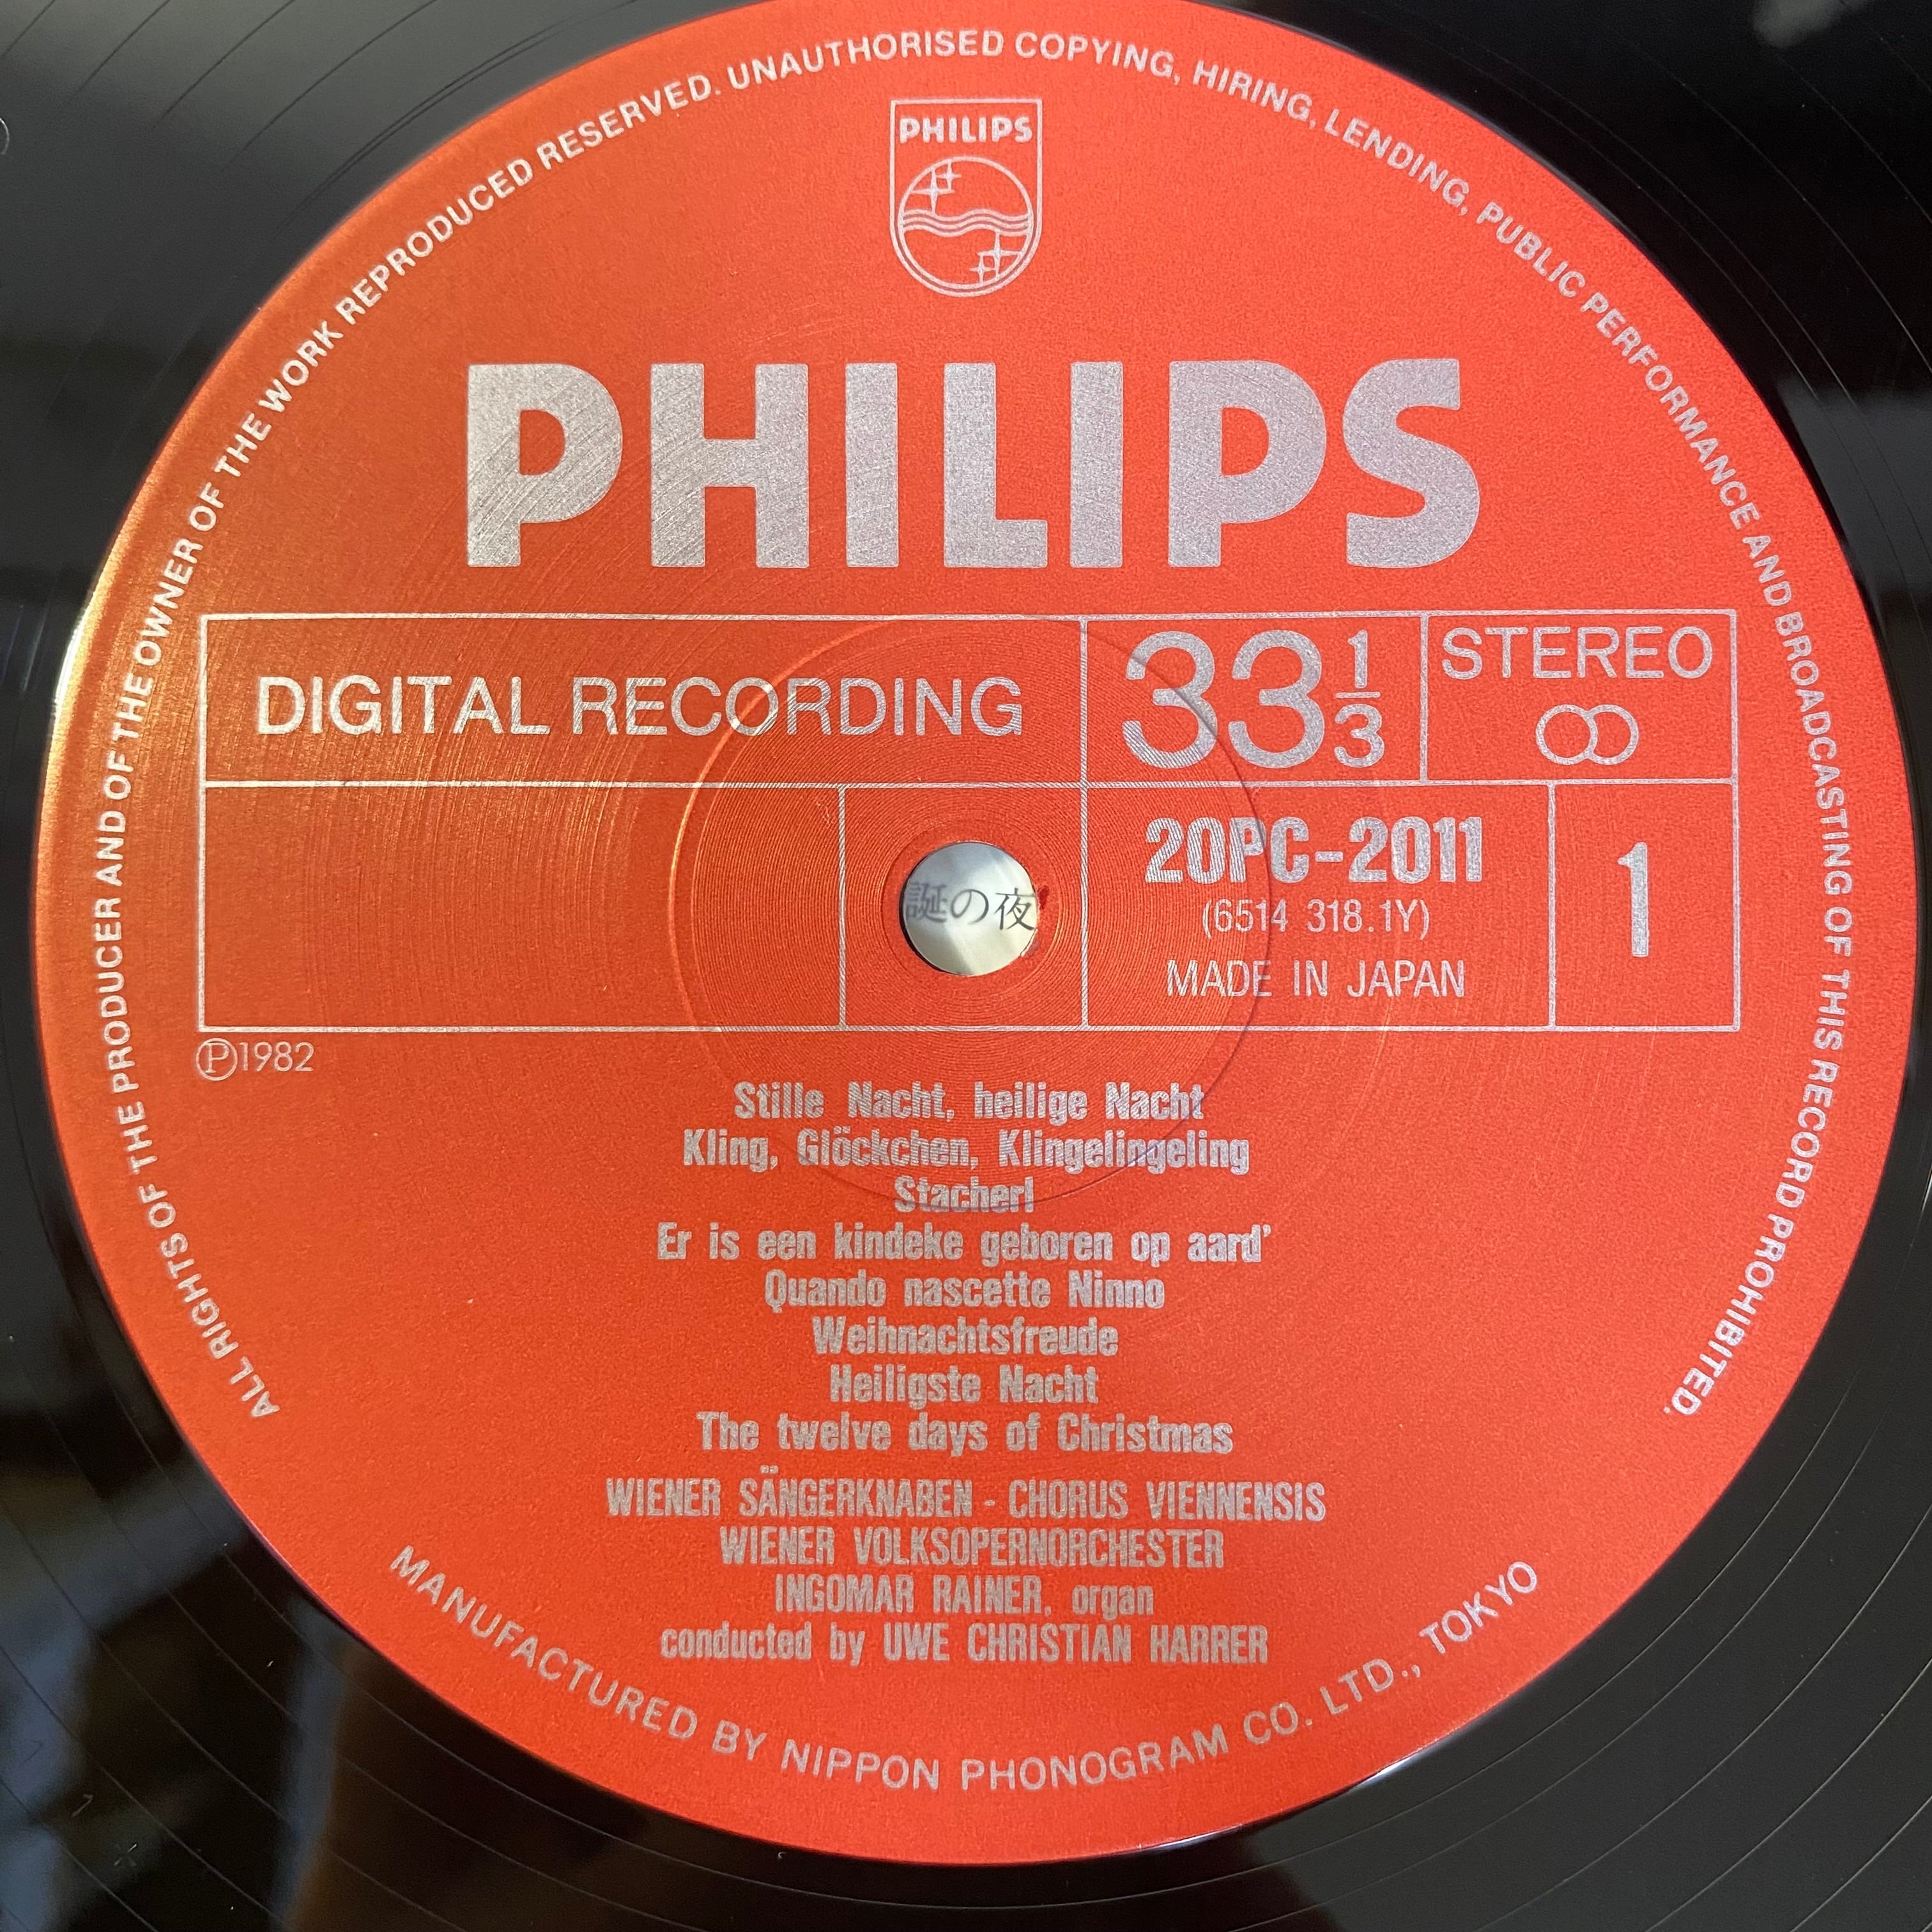 ALL RIGHTS OF THE PRODUCER AND OF THE OWNER OF THE WORK REPRODUCED RESERVED. UNAUTHORISED COPYING, HIRING, LENDING, PUBLIC PERFORMANCE AND BROADCASTING OF THIS RECORD PROHIBITED.
PHILIPS
PHILIPS
DIGITAL RECORDING
33 1/3
STEREO
20PC-2011
(6514 318.1Y)
MADE IN JAPAN
1
誕の夜
Ⓟ1982
Stille Nacht, heilige Nacht
Kling, Glöckchen, Klingelingeling
Stacherl
Er is een kindeke geboren op aard'
Quando nascette Ninno
Weihnachtsfreude
Heiligste Nacht
The twelve days of Christmas
WIENER SÄNGERKNABEN - CHORUS VIENNENSIS
WIENER VOLKSOPERNORCHESTER
INGOMAR RAINER, organ
conducted by UWE CHRISTIAN HARRER
MANUFACTURED BY NIPPON PHONOGRAM CO. LTD., TOKYO